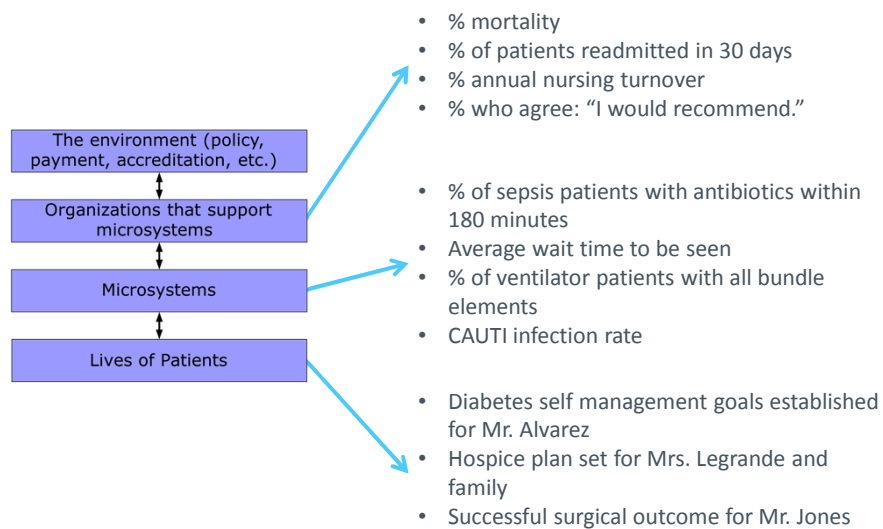 • % mortality
• % of patients readmitted in 30 days
• % annual nursing turnover
• % who agree: “I would recommend.”
The environment (policy,
payment, accreditation, etc.)
Organizations that support
microsystems
Microsystems
Lives of Patients
• % of sepsis patients with antibiotics within
180 minutes
• Average wait time to be seen
• % of ventilator patients with all bundle
elements
• CAUTI infection rate
• Diabetes self management goals established
for Mr. Alvarez
• Hospice plan set for Mrs. Legrande and
family
• Successful surgical outcome for Mr. Jones